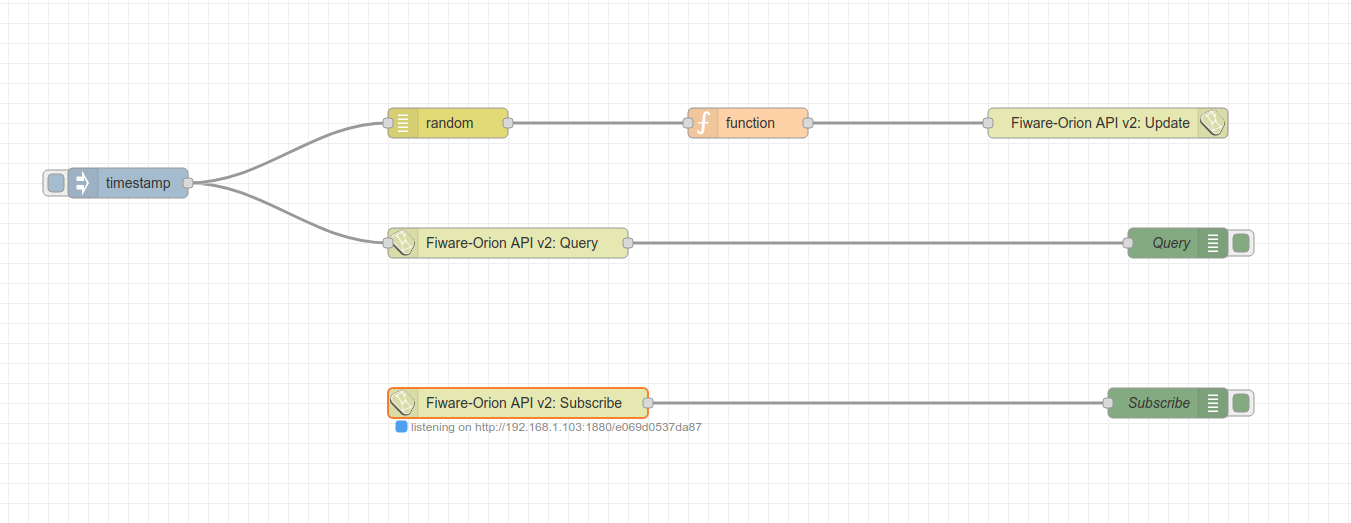 random
function
Fiware-Orion API v2: Update
timestamp
Fiware-Orion API v2: Query
Query
Fiware-Orion API v2: Subscribe
Subscribe
listening on http://192.168.1.103:1880/e069d0537da87